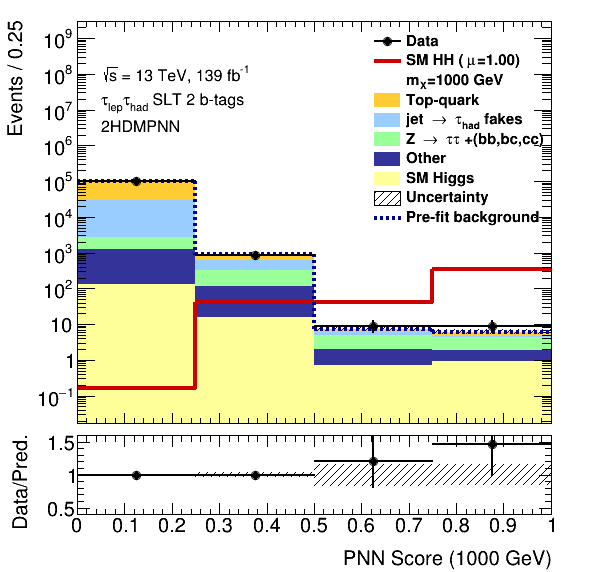 Events / 0.25
10⁹
10⁸
10⁷
10⁶
10⁵
10⁴
10³
10²
10
1
10⁻¹
√s = 13 TeV, 139 fb⁻¹
τlepτhad SLT 2 b-tags
2HDMPNN
Data
SM HH ( μ=1.00)
mX=1000 GeV
Top-quark
jet → τhad fakes
Z → ττ +(bb,bc,cc)
Other
SM Higgs
Uncertainty
Pre-fit background
Data/Pred.
1.5
1
0.5
0 0.1 0.2 0.3 0.4 0.5 0.6 0.7 0.8 0.9 1
PNN Score (1000 GeV)